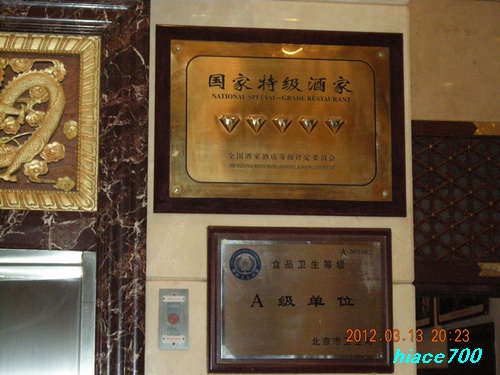 国家特级酒家
NATIONAL SPECIAL-GRADE RESTAURANT
全国酒家酒店等级评定委员会
食品卫生等级
A级单位
北京市
2012.03.13 20:23
hiace700